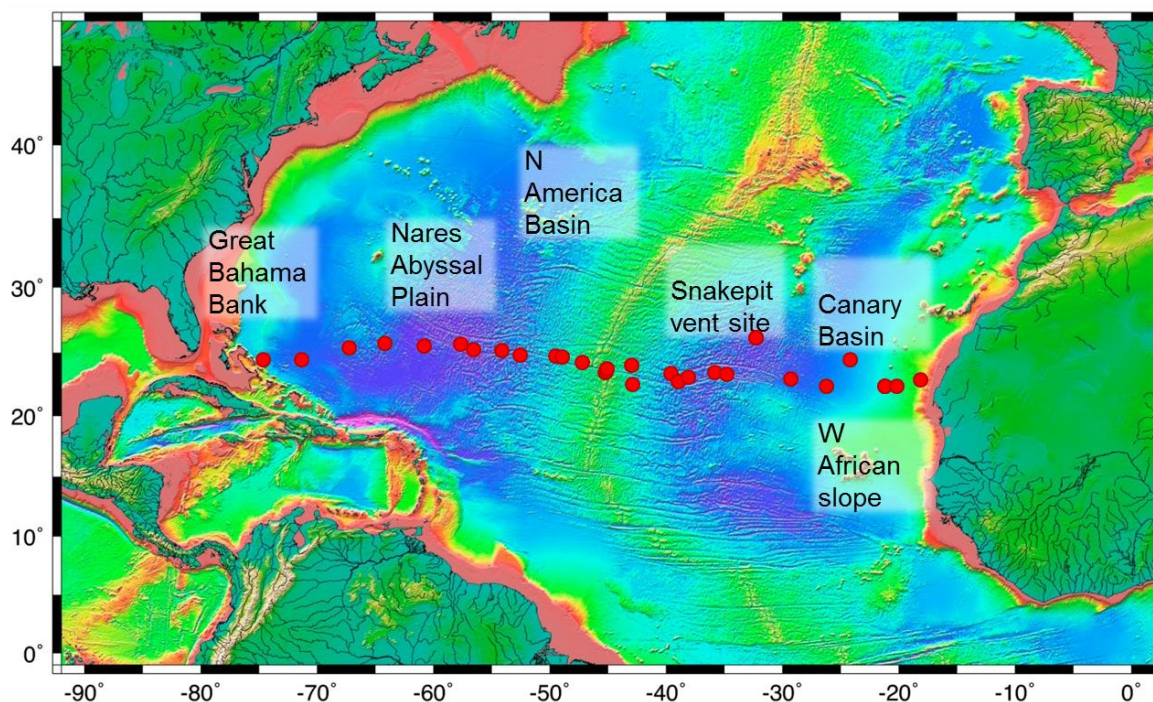 40°
30°
20°
10°
0°
N
America
Basin
Great
Bahama
Bank
Nares
Abyssal
Plain
Snakepit
vent site
Canary
Basin
W
African
slope
-90° -80° -70° -60° -50° -40° -30° -20° -10° 0°